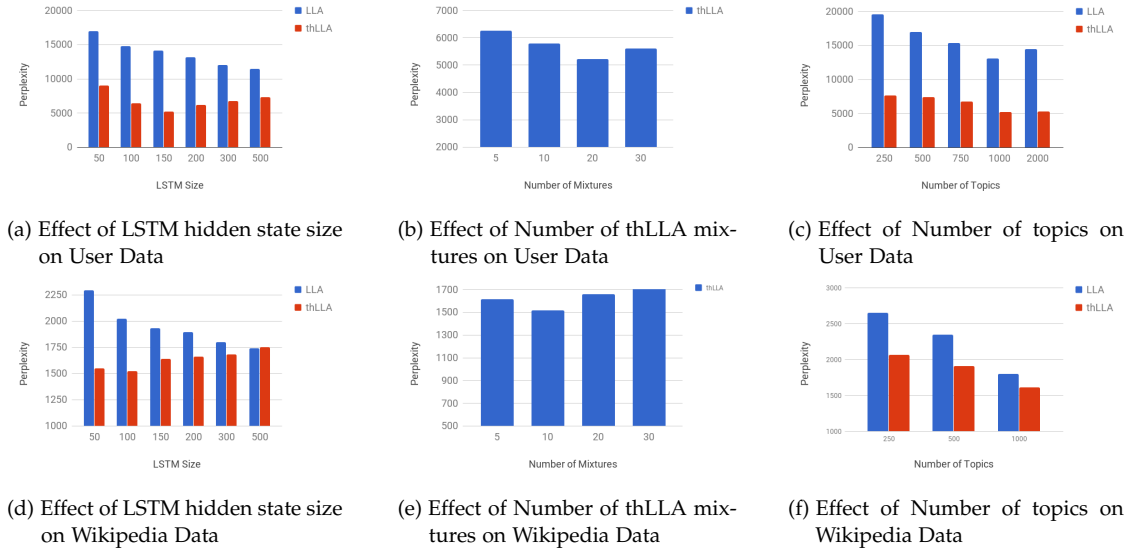 20000
15000
10000
5000
0
Perplexity
50 100 150 200 300 500
LSTM Size
LLA
thLLA
(a) Effect of LSTM hidden state size
on User Data
7000
6000
5000
4000
3000
2000
Perplexity
5 10 20 30
Number of Mixtures
thLLA
(b) Effect of Number of thLLA mix-
tures on User Data
20000
15000
10000
5000
0
Perplexity
250 500 750 1000 2000
Number of Topics
LLA
thLLA
(c) Effect of Number of topics on
User Data
2250
2000
1750
1500
1250
1000
Perplexity
50 100 150 200 300 500
LSTM Size
LLA
thLLA
(d) Effect of LSTM hidden state size
on Wikipedia Data
1700
1500
1300
1100
900
700
500
Perplexity
5 10 20 30
Number of Mixtures
thLLA
(e) Effect of Number of thLLA mix-
tures on Wikipedia Data
3000
2500
2000
1500
1000
Perplexity
250 500 1000
Number of Topics
LLA
thLLA
(f) Effect of Number of topics on
Wikipedia Data